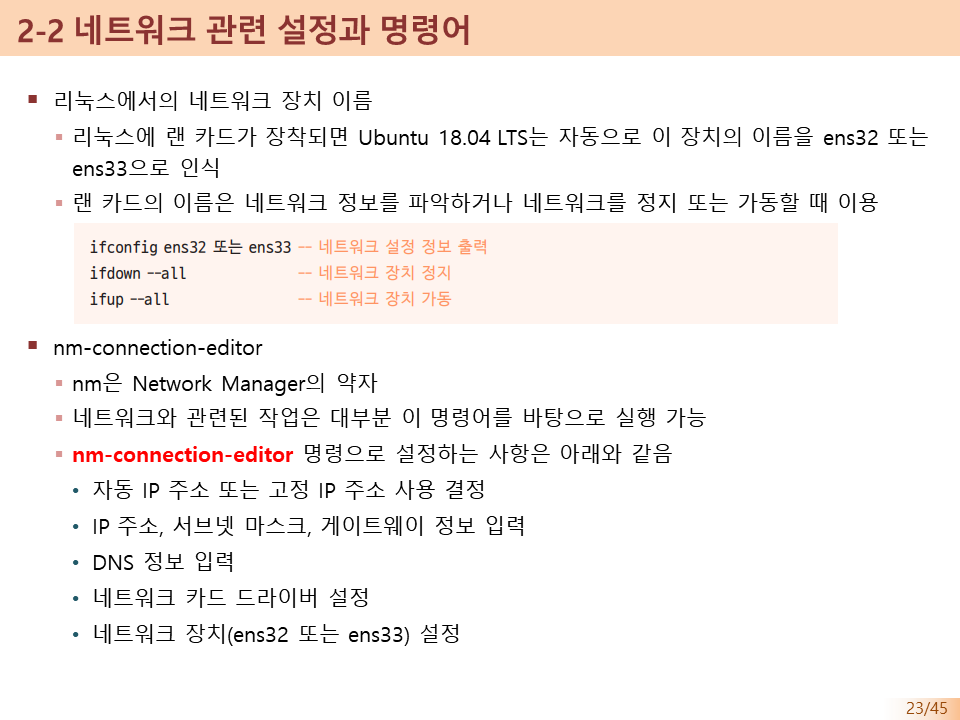 2-2 네트워크 관련 설정과 명령어
▪ 리눅스에서의 네트워크 장치 이름
▪ 리눅스에 랜 카드가 장착되면 Ubuntu 18.04 LTS는 자동으로 이 장치의 이름을 ens32 또는
ens33으로 인식
▪ 랜 카드의 이름은 네트워크 정보를 파악하거나 네트워크를 정지 또는 가동할 때 이용
ifconfig ens32 또는 ens33 -- 네트워크 설정 정보 출력
ifdown --all -- 네트워크 장치 정지
ifup --all -- 네트워크 장치 가동
▪ nm-connection-editor
▪ nm은 Network Manager의 약자
▪ 네트워크와 관련된 작업은 대부분 이 명령어를 바탕으로 실행 가능
▪ nm-connection-editor 명령으로 설정하는 사항은 아래와 같음
• 자동 IP 주소 또는 고정 IP 주소 사용 결정
• IP 주소, 서브넷 마스크, 게이트웨이 정보 입력
• DNS 정보 입력
• 네트워크 카드 드라이버 설정
• 네트워크 장치(ens32 또는 ens33) 설정
23/45